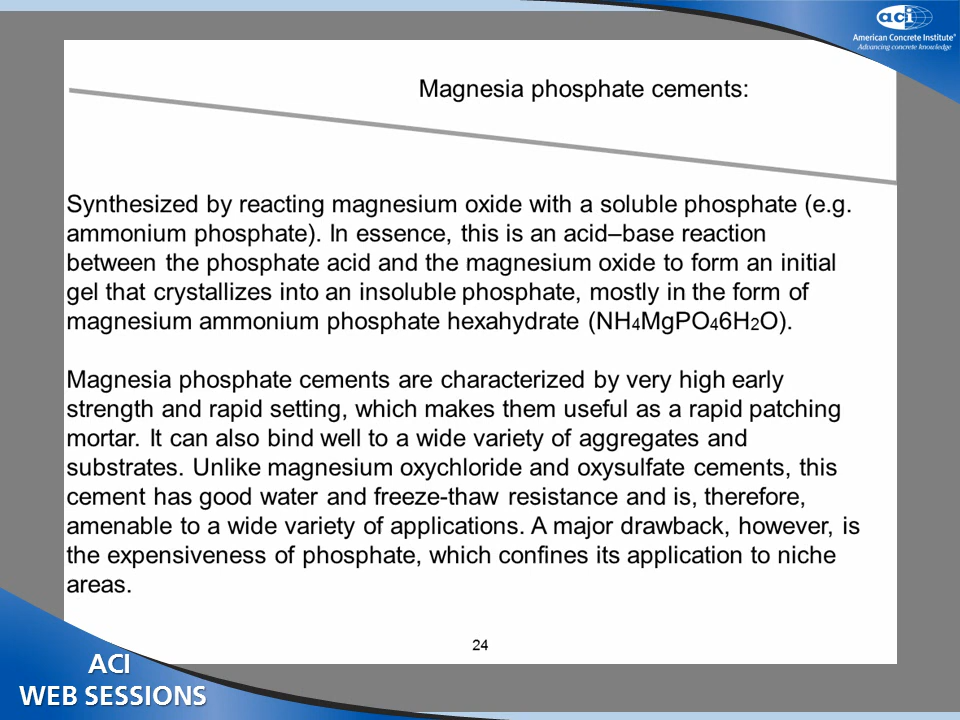 aci
American Concrete Institute®
Advancing concrete knowledge
Magnesia phosphate cements:
Synthesized by reacting magnesium oxide with a soluble phosphate (e.g.
ammonium phosphate). In essence, this is an acid–base reaction
between the phosphate acid and the magnesium oxide to form an initial
gel that crystallizes into an insoluble phosphate, mostly in the form of
magnesium ammonium phosphate hexahydrate (NH₄MgPO₄6H₂O).
Magnesia phosphate cements are characterized by very high early
strength and rapid setting, which makes them useful as a rapid patching
mortar. It can also bind well to a wide variety of aggregates and
substrates. Unlike magnesium oxychloride and oxysulfate cements, this
cement has good water and freeze-thaw resistance and is, therefore,
amenable to a wide variety of applications. A major drawback, however, is
the expensiveness of phosphate, which confines its application to niche
areas.
24
ACI
WEB SESSIONS